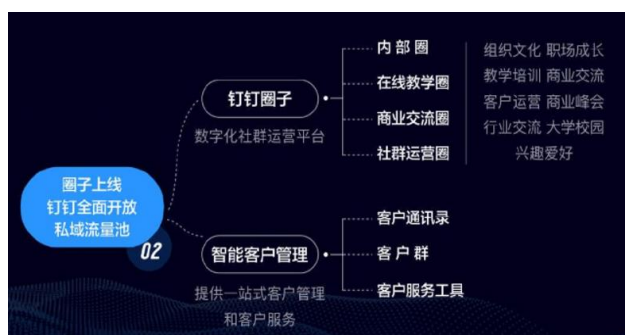 圈子上线
钉钉全面开放
私域流量池
02
钉钉圈子
数字化社群运营平台
内部圈
在线教学圈
商业交流圈
社群运营圈
组织文化 职场成长
教学培训 商业交流
客户运营 商业峰会
行业交流 大学校园
兴趣爱好
智能客户管理
提供一站式客户管理
和客户服务
客户通讯录
客户群
客户服务工具